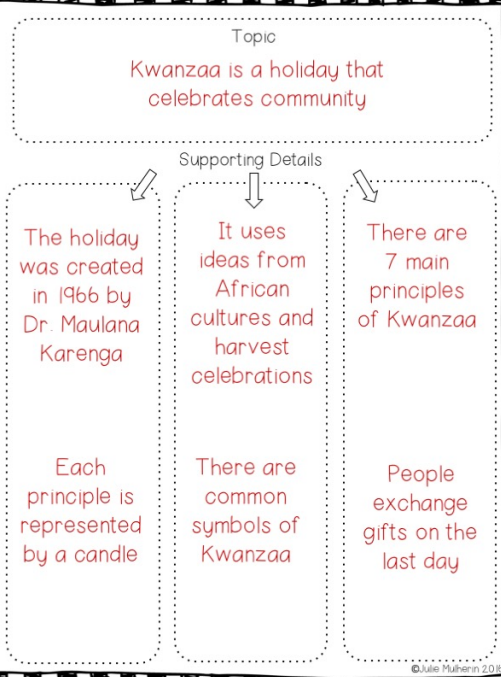 Topic
Kwanzaa is a holiday that
celebrates community
Supporting Details
The holiday
was created
in 1966 by
Dr. Maulana
Karenga
Each
principle is
represented
by a candle
It uses
ideas from
African
cultures and
harvest
celebrations
There are
common
symbols of
Kwanzaa
There are
7 main
principles
of Kwanzaa
People
exchange
gifts on the
last day
©Julie Mulherin 2016